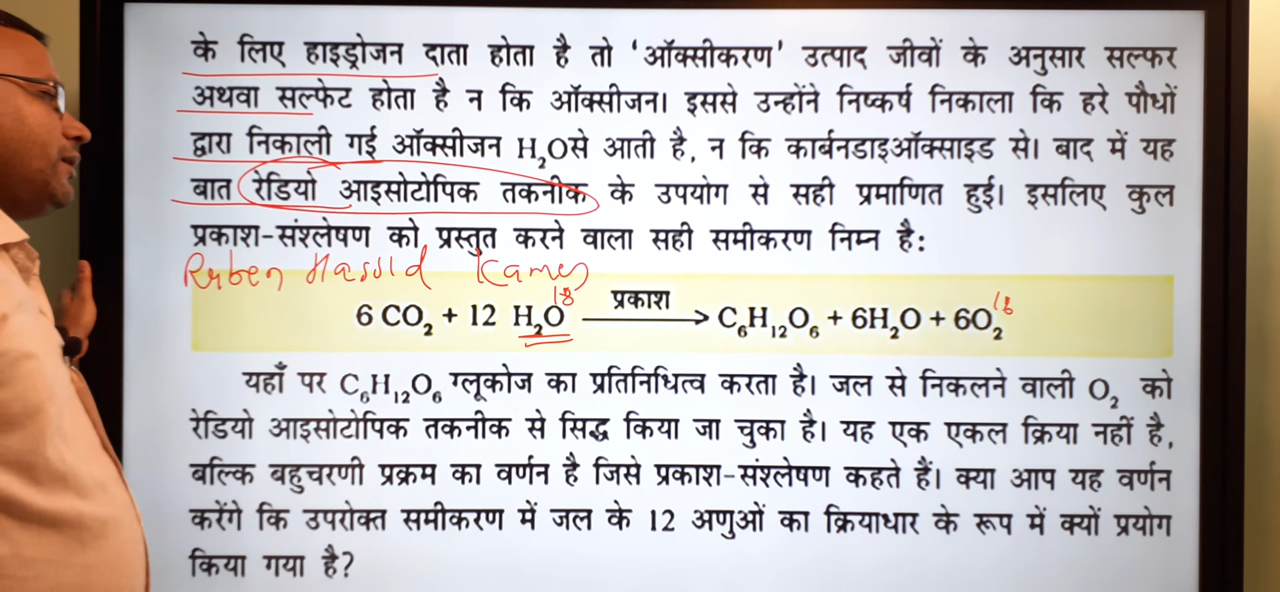 के लिए हाइड्रोजन दाता होता है तो ‘ऑक्सीकरण’ उत्पाद जीवों के अनुसार सल्फर
अथवा सल्फेट होता है न कि ऑक्सीजन। इससे उन्होंने निष्कर्ष निकाला कि हरे पौधों
द्वारा निकाली गई ऑक्सीजन H₂Oसे आती है, न कि कार्बनडाइऑक्साइड से। बाद में यह
बात रेडियो आइसोटोपिक तकनीक के उपयोग से सही प्रमाणित हुई। इसलिए कुल
प्रकाश-संश्लेषण को प्रस्तुत करने वाला सही समीकरण निम्न है:
Ruben Hassid Kamen
6 CO₂ + 12 H₂O¹⁸ —प्रकाश→ C₆H₁₂O₆ + 6H₂O + 6O₂
यहाँ पर C₆H₁₂O₆ ग्लूकोज का प्रतिनिधित्व करता है। जल से निकलने वाली O₂ को
रेडियो आइसोटोपिक तकनीक से सिद्ध किया जा चुका है। यह एक एकल क्रिया नहीं है,
बल्कि बहुचरणी प्रक्रम का वर्णन है जिसे प्रकाश-संश्लेषण कहते हैं। क्या आप यह वर्णन
करेंगे कि उपरोक्त समीकरण में जल के 12 अणुओं का क्रियाधार के रूप में क्यों प्रयोग
किया गया है?